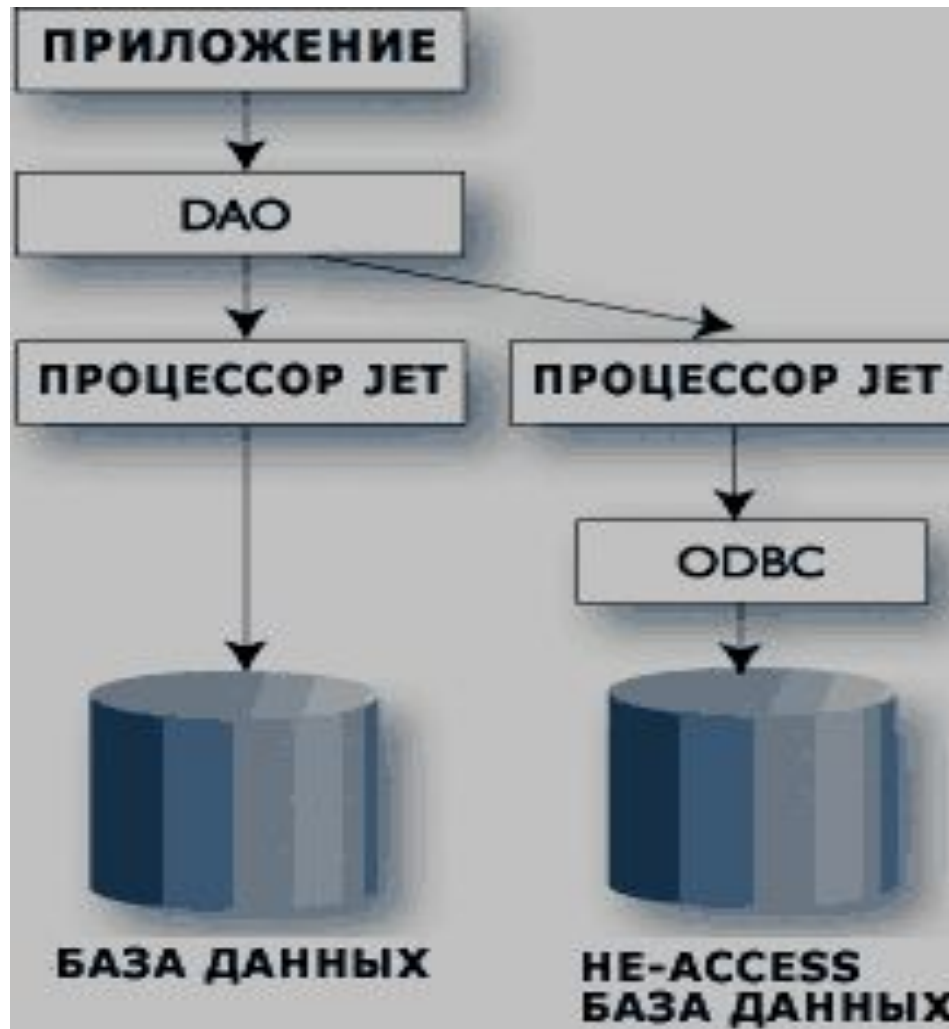 ПРИЛОЖЕНИЕ
DAO
ПРОЦЕССОР JET
ПРОЦЕССОР JET
ODBC
БАЗА ДАННЫХ
НЕ-ACCESS
БАЗА ДАННЫХ